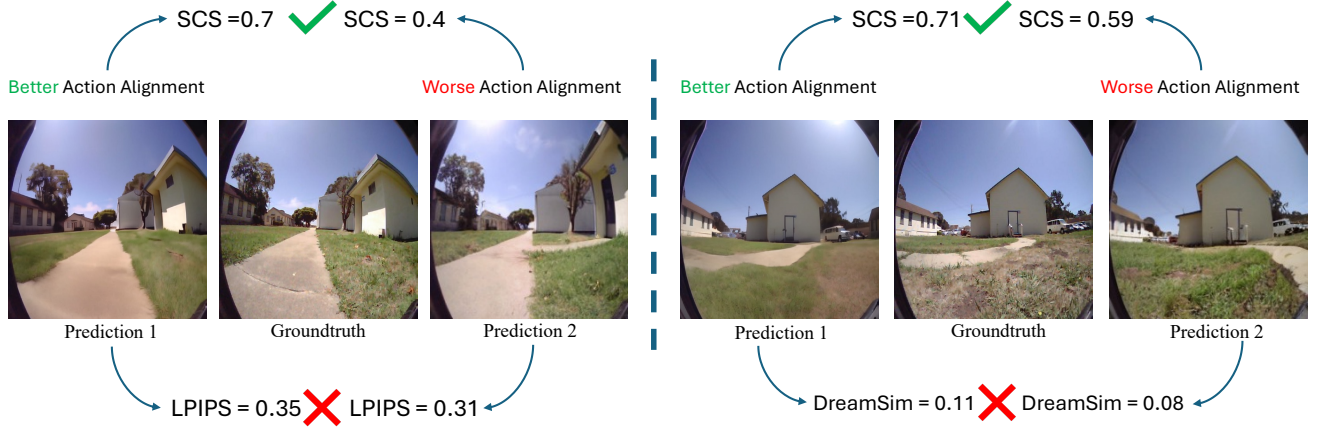 SCS =0.7 SCS = 0.4
Better Action Alignment
Worse Action Alignment
Prediction 1
Groundtruth
Prediction 2
LPIPS = 0.35 LPIPS = 0.31
SCS =0.71 SCS = 0.59
Better Action Alignment
Worse Action Alignment
Prediction 1
Groundtruth
Prediction 2
DreamSim = 0.11 DreamSim = 0.08